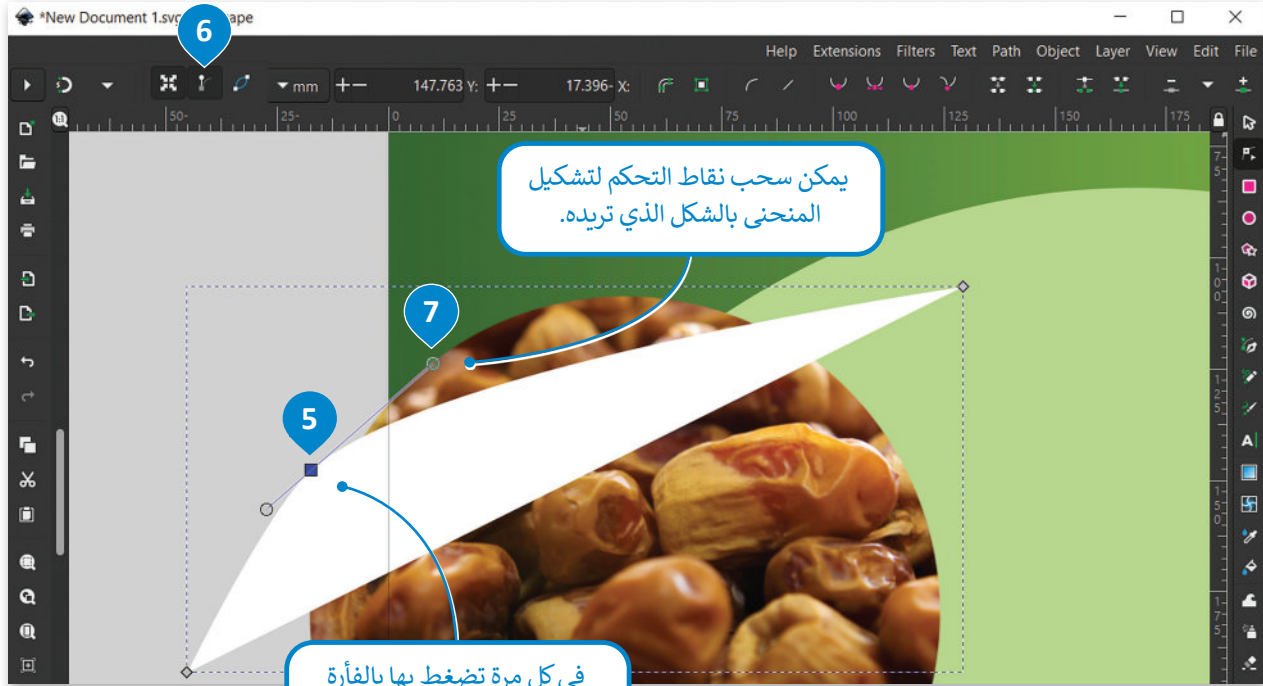 *New Document 1.svg ape
6
Help Extensions Filters Text Path Object Layer View Edit File
mm 147.763 Y: 17.396- X:
50- 25- 0 25 50 75 100 125 150 175
يمكن سحب نقاط التحكم لتشكيل
المنحنى بالشكل الذي تريده.
7
5
في كل مرة تضغط بها بالفأرة